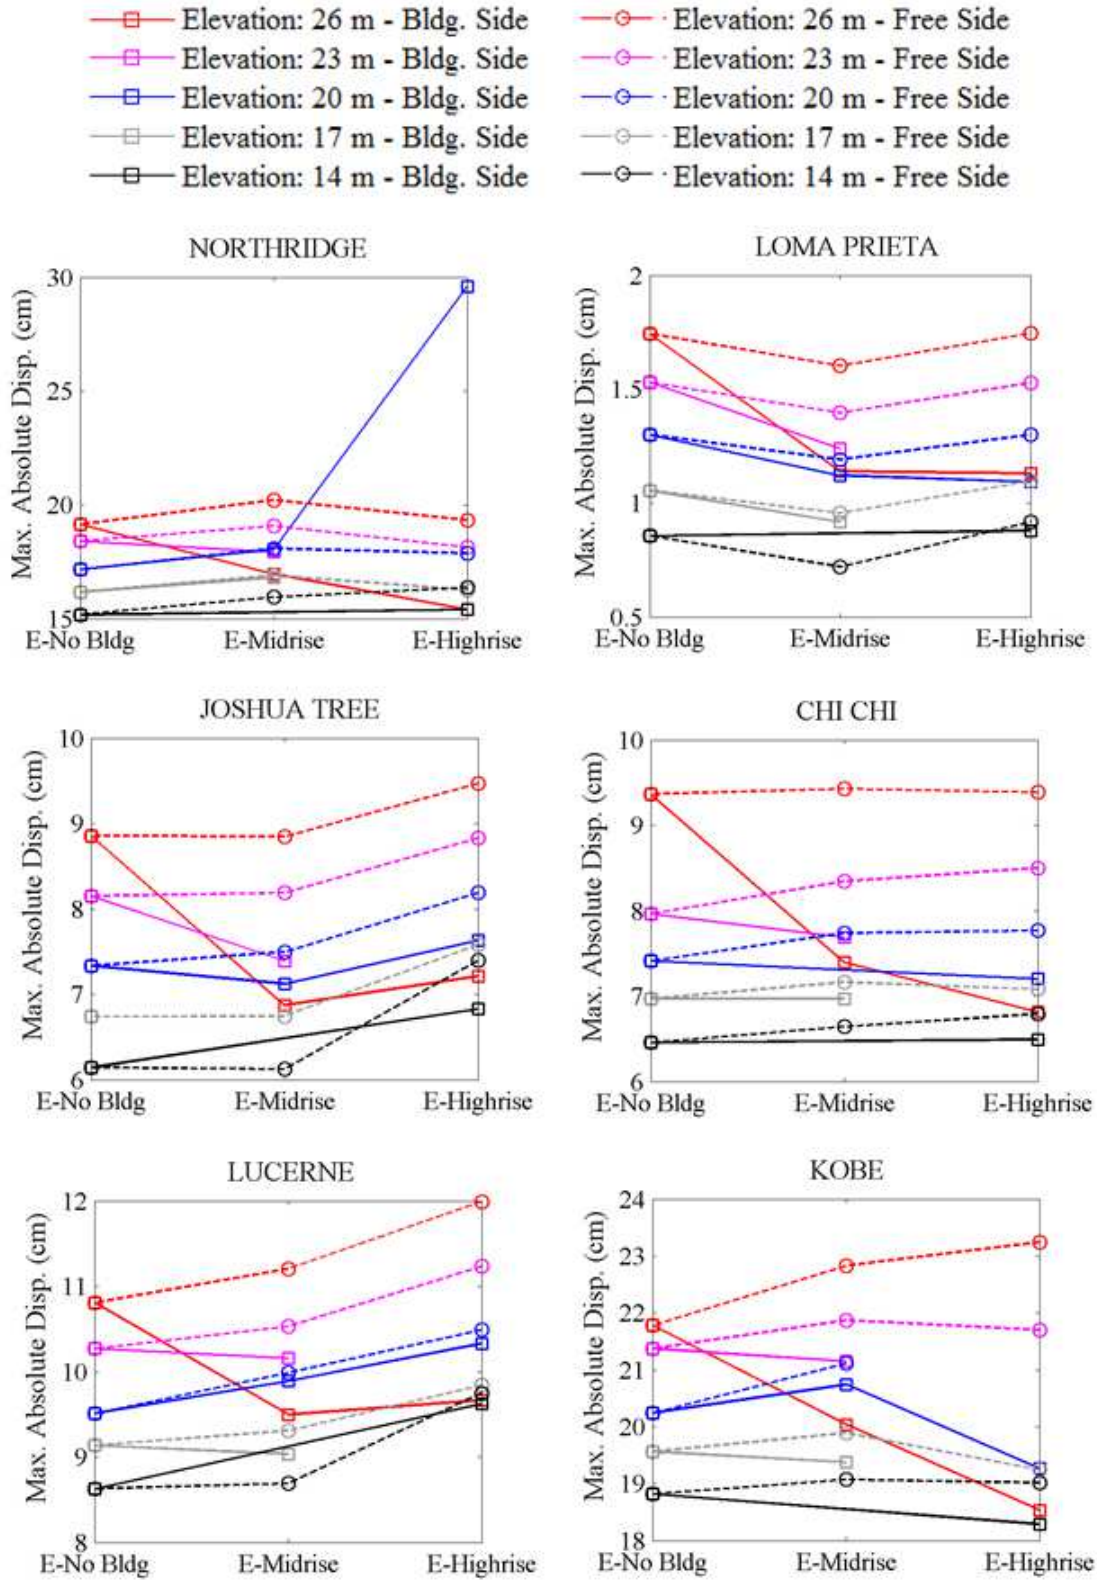 Elevation: 26 m - Bldg. Side
Elevation: 26 m - Free Side
Elevation: 23 m - Bldg. Side
Elevation: 23 m - Free Side
Elevation: 20 m - Bldg. Side
Elevation: 20 m - Free Side
Elevation: 17 m - Bldg. Side
Elevation: 17 m - Free Side
Elevation: 14 m - Bldg. Side
Elevation: 14 m - Free Side
NORTHRIDGE
Max. Absolute Disp. (cm)
30
25
20
15
E-No Bldg
E-Midrise
E-Highrise
LOMA PRIETA
Max. Absolute Disp. (cm)
2
1.5
1
0.5
E-No Bldg
E-Midrise
E-Highrise
JOSHUA TREE
Max. Absolute Disp. (cm)
10
9
8
7
6
E-No Bldg
E-Midrise
E-Highrise
CHI CHI
Max. Absolute Disp. (cm)
10
9
8
7
6
E-No Bldg
E-Midrise
E-Highrise
LUCERNE
Max. Absolute Disp. (cm)
12
11
10
9
8
E-No Bldg
E-Midrise
E-Highrise
KOBE
Max. Absolute Disp. (cm)
24
23
22
21
20
19
18
E-No Bldg
E-Midrise
E-Highrise